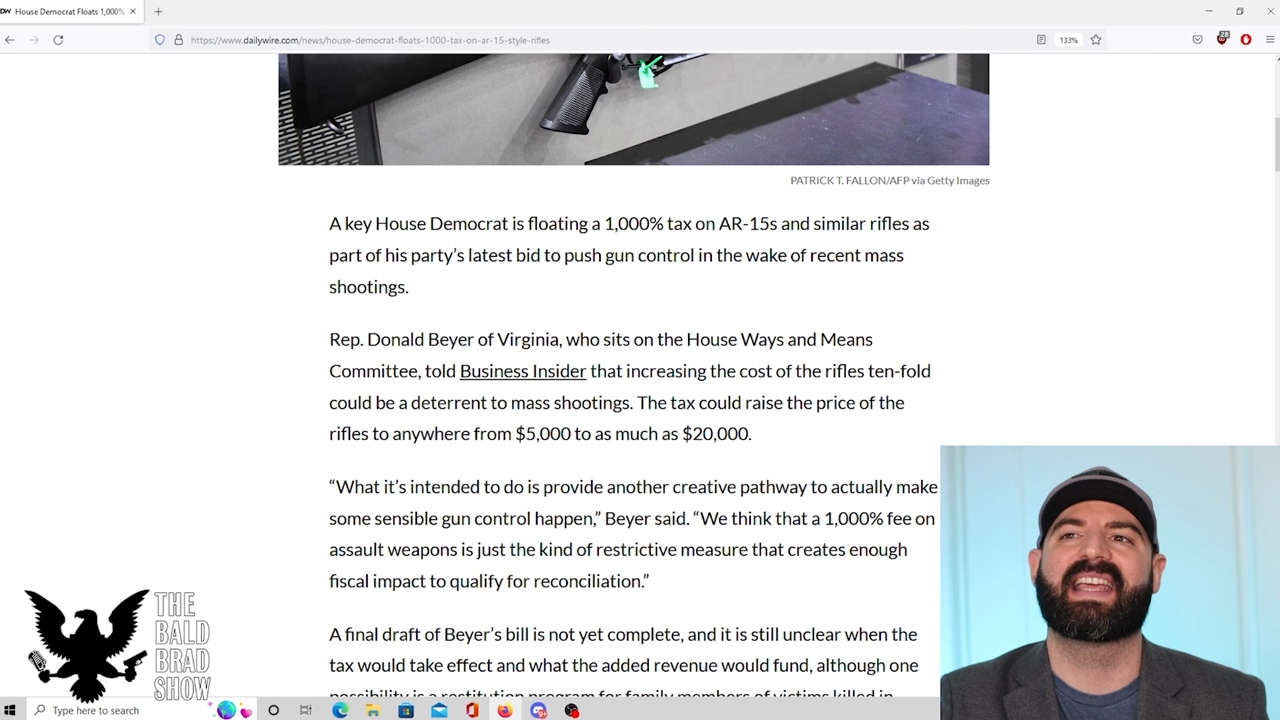 House Democrat Floats 1,000%
https://www.dailywire.com/news/house-democrat-floats-1000-tax-on-ar-15-style-rifles
133%
28
PATRICK T. FALLON/AFP via Getty Images
A key House Democrat is floating a 1,000% tax on AR-15s and similar rifles as
part of his party’s latest bid to push gun control in the wake of recent mass
shootings.
Rep. Donald Beyer of Virginia, who sits on the House Ways and Means
Committee, told Business Insider that increasing the cost of the rifles ten-fold
could be a deterrent to mass shootings. The tax could raise the price of the
rifles to anywhere from $5,000 to as much as $20,000.
“What it’s intended to do is provide another creative pathway to actually make
some sensible gun control happen,” Beyer said. “We think that a 1,000% fee on
assault weapons is just the kind of restrictive measure that creates enough
fiscal impact to qualify for reconciliation.”
A final draft of Beyer’s bill is not yet complete, and it is still unclear when the
tax would take effect and what the added revenue would fund, although one
possibility is a restitution program for family members of victims killed in
THE
BALD
BRAD
SHOW
Type here to search